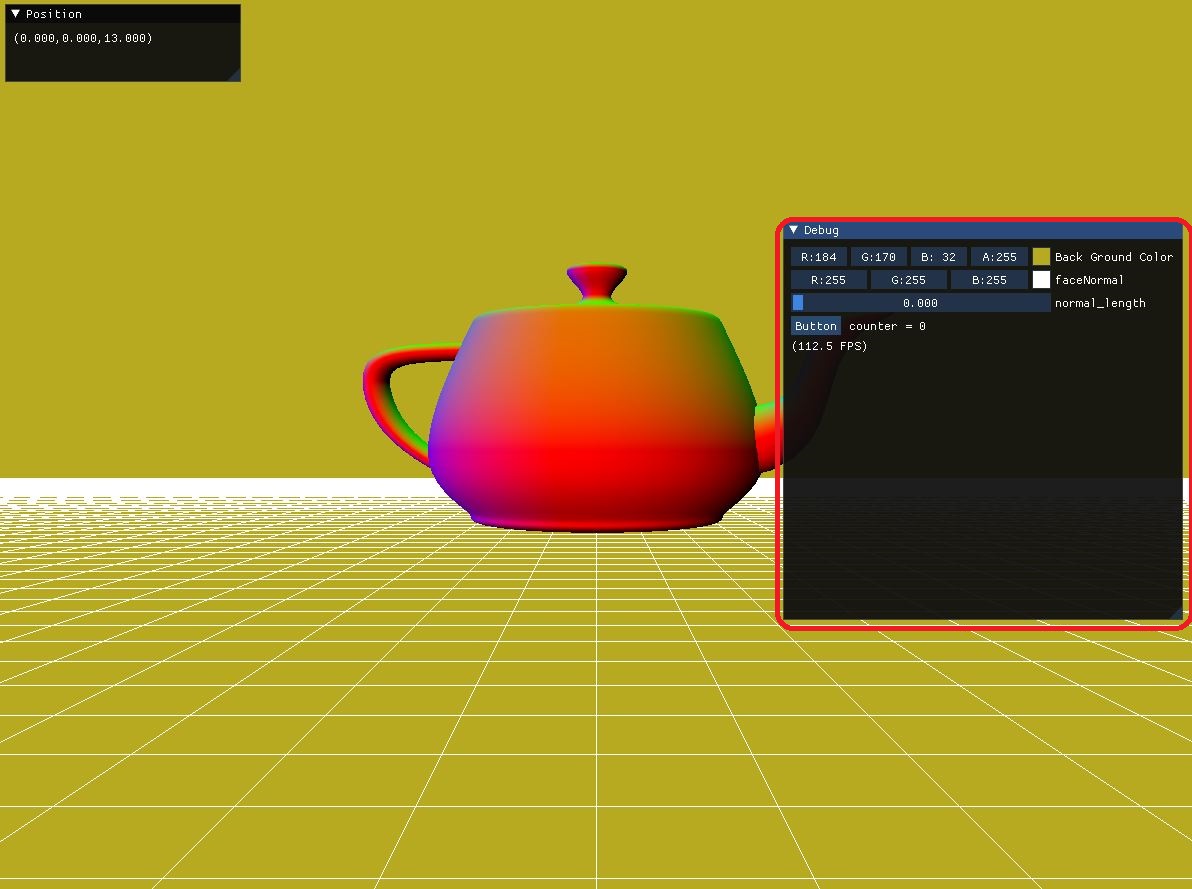 Position
(0.000,0.000,13.000)
Debug
R:184 G:170 B: 32 A:255 Back Ground Color
R:255 G:255 B:255 faceNormal
0.000 normal_length
Button counter = 0
(112.5 FPS)